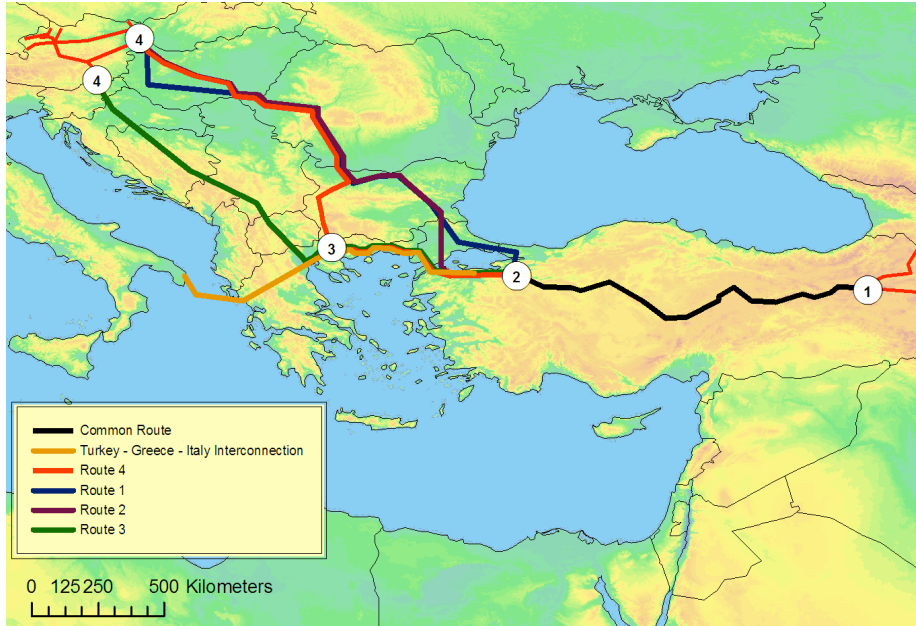 4
4
3
2
1
Common Route
Turkey - Greece - Italy Interconnection
Route 4
Route 1
Route 2
Route 3
0 125 250 500 Kilometers